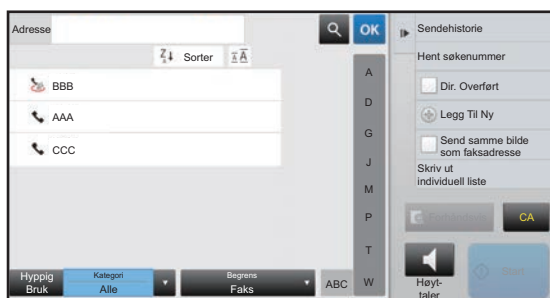 Adresse
OK
Sendehistorie
Sorter
Hent søkenummer
A
BBB
Dir. Overført
D
AAA
Legg Til Ny
G
CCC
Send samme bilde
som faksadresse
J
Skriv ut
individuell liste
M
P
CA
T
Hyppig
Bruk
Kategori
Alle
Begrens
Faks
ABC
W
Høyt-
taler
Start